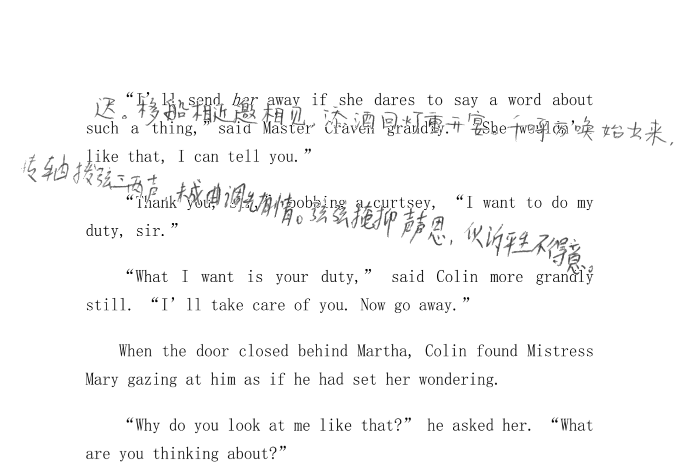 “I’ll send her away if she dares to say a word about
迟。移船相近邀相见,添酒回灯重开宴。千呼万唤始出来,
such a thing,” said Master Craven grandly. “She wouldn’t
like that, I can tell you.”
转轴拨弦三两声,未成曲调先有情。弦弦掩抑声声思,似诉平生不得意。
“Thank you, sir,” bobbing a curtsey, “I want to do my
duty, sir.”
“What I want is your duty,” said Colin more grandly
still. “I’ll take care of you. Now go away.”
When the door closed behind Martha, Colin found Mistress
Mary gazing at him as if he had set her wondering.
“Why do you look at me like that?” he asked her. “What
are you thinking about?”